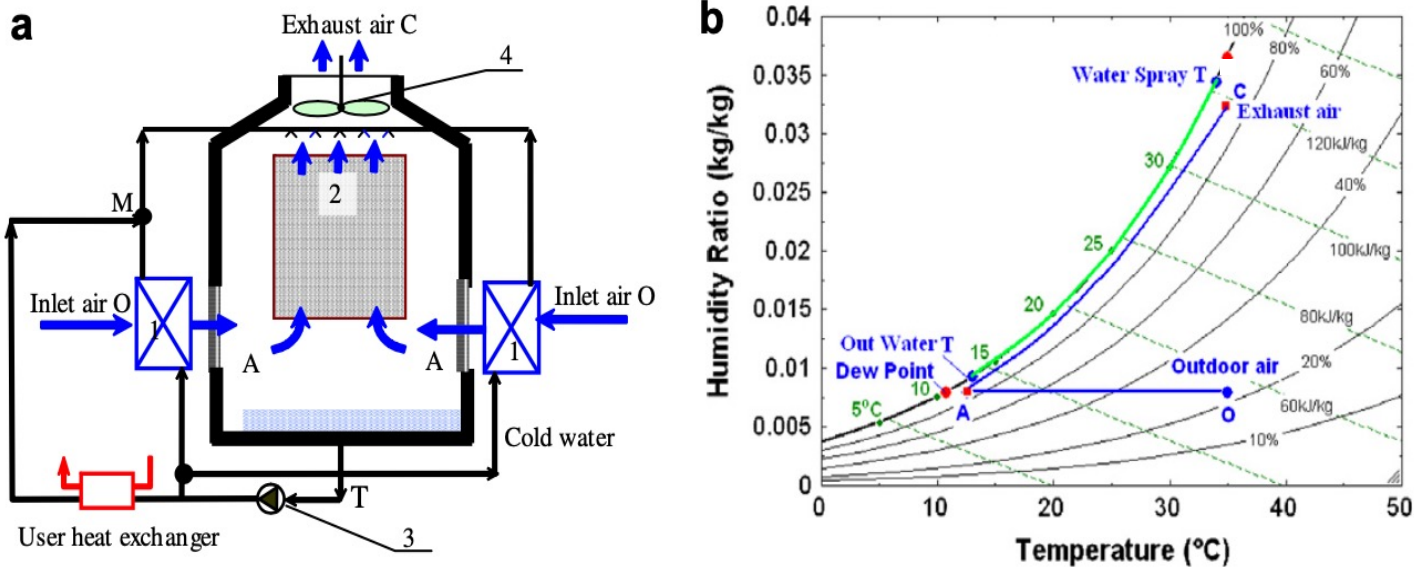 a
Exhaust air C
4
M
2
Inlet air O
1
A
A
Inlet air O
1
Cold water
T
User heat exchanger
3
b
0.04
0.035
0.03
0.025
0.02
0.015
0.01
0.005
0
Humidity Ratio (kg/kg)
0
10
20
30
40
50
Temperature (°C)
100%
80%
60%
Water Spray T
C
Exhaust air
120kJ/kg
30
40%
25
100kJ/kg
20
80kJ/kg
Out Water T
15
Outdoor air
20%
Dew Point
10
5°C
A
O
60kJ/kg
10%